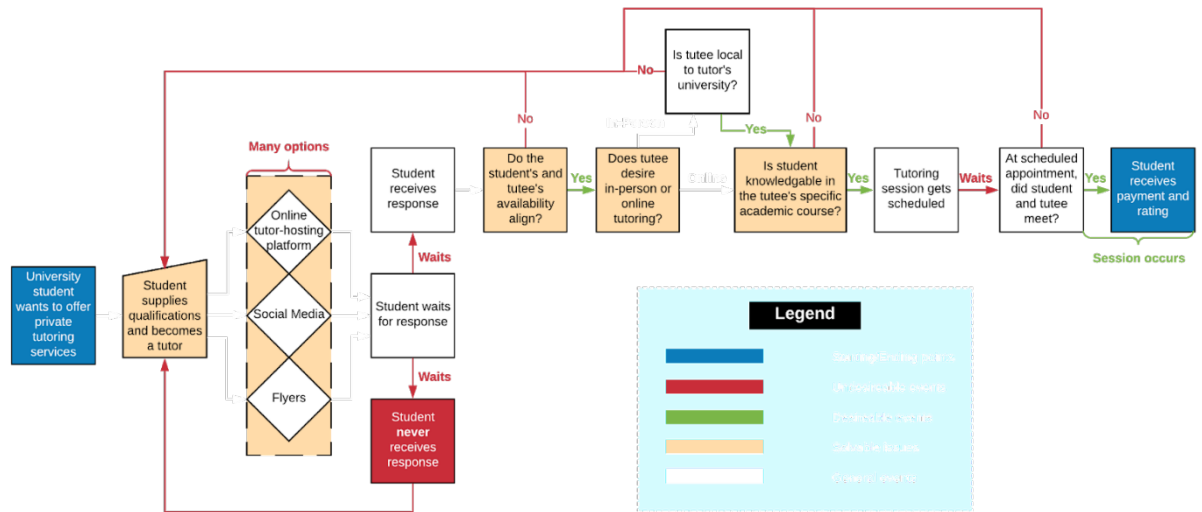 Is tutee local
to tutor's
university?
No
Yes
No
No
No
Many options
Student
receives
response
Do the
student's and
tutee's
availability
align?
Yes
Does tutee
desire
in-person or
online
tutoring?
Online
Is student
knowledgable in
the tutee's specific
academic course?
Yes
Tutoring
session gets
scheduled
Waits
At scheduled
appointment,
did student
and tutee
meet?
Yes
Student
receives
payment and
rating
Session occurs
Online
tutor-hosting
platform
Waits
University
student
wants to offer
private
tutoring
services
Student
supplies
qualifications
and becomes
a tutor
Social Media
Student waits
for response
Flyers
Waits
Student
never
receives
response
Legend